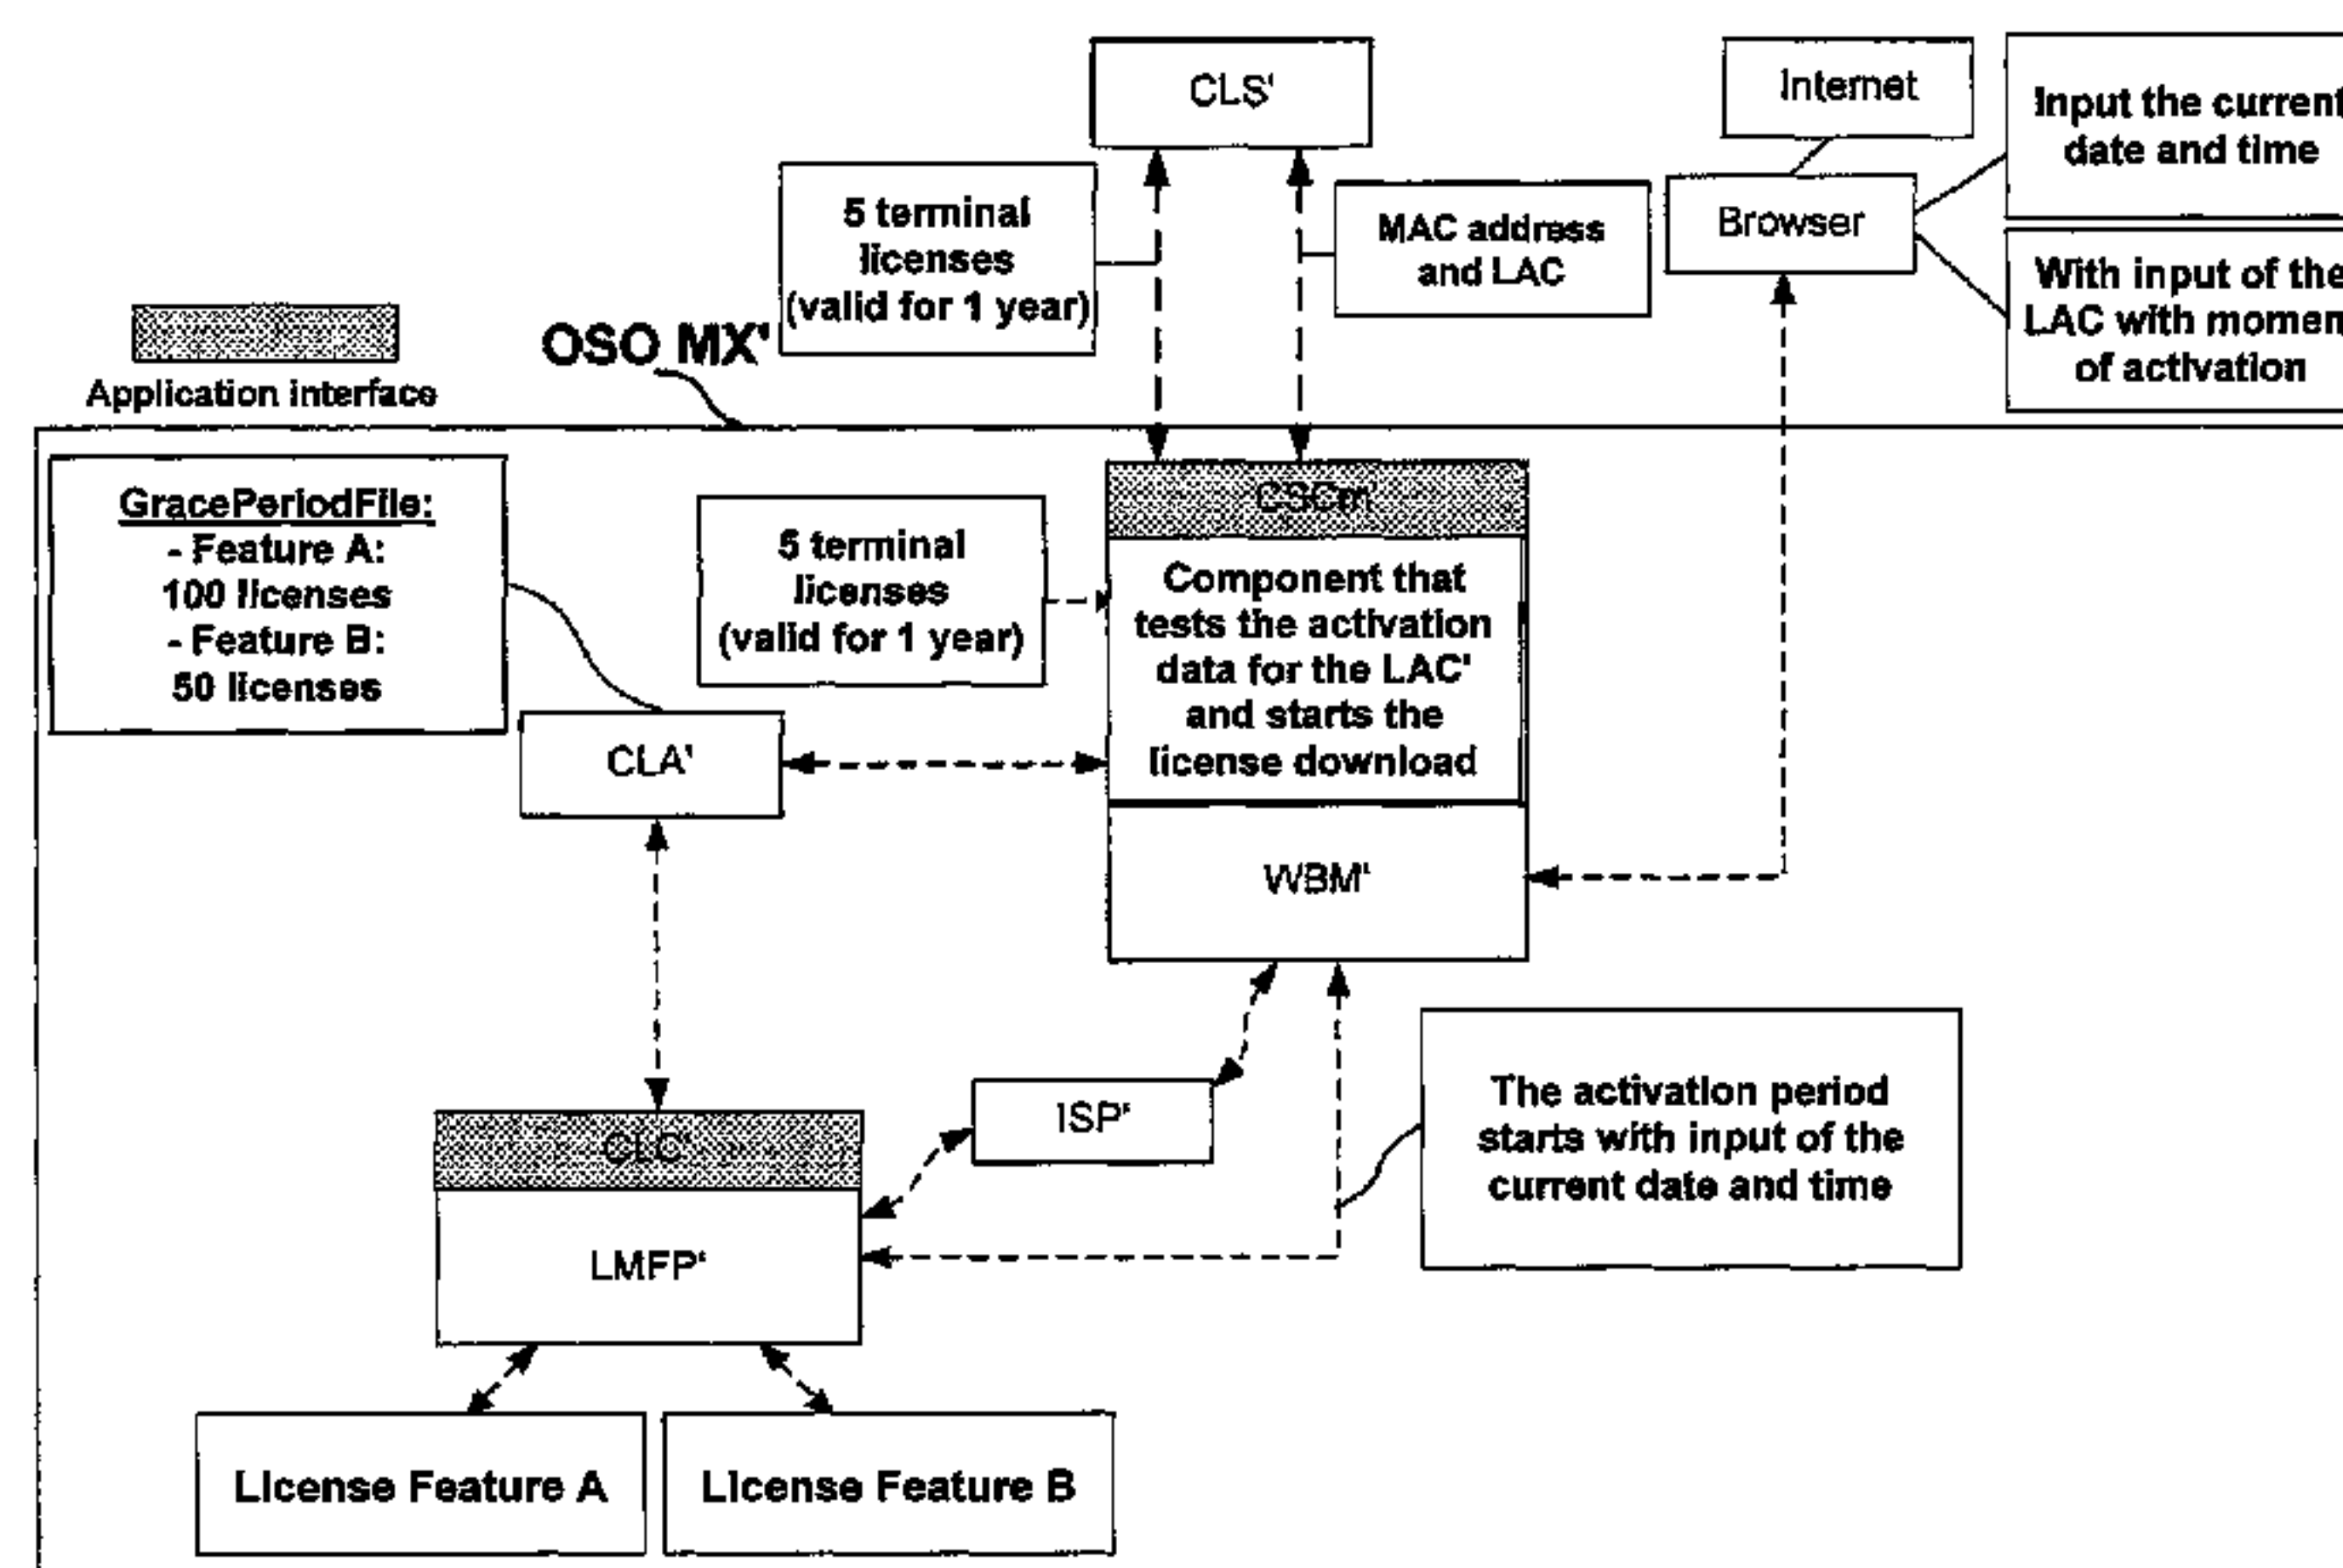 CLS'
Internet
Input the current
date and time
5 terminal
licenses
(valid for 1 year)
MAC address
and LAC
Browser
With input of the
LAC with momen
of activation
Application interface
OSO MX'
GracePeriodFile:
- Feature A:
100 licenses
- Feature B:
50 licenses
5 terminal
licenses
(valid for 1 year)
CSCm'
Component that
tests the activation
data for the LAC'
and starts the
license download
CLA'
WBM'
ISP'
The activation period
starts with input of the
current date and time
CLC'
LMFP'
License Feature A
License Feature B